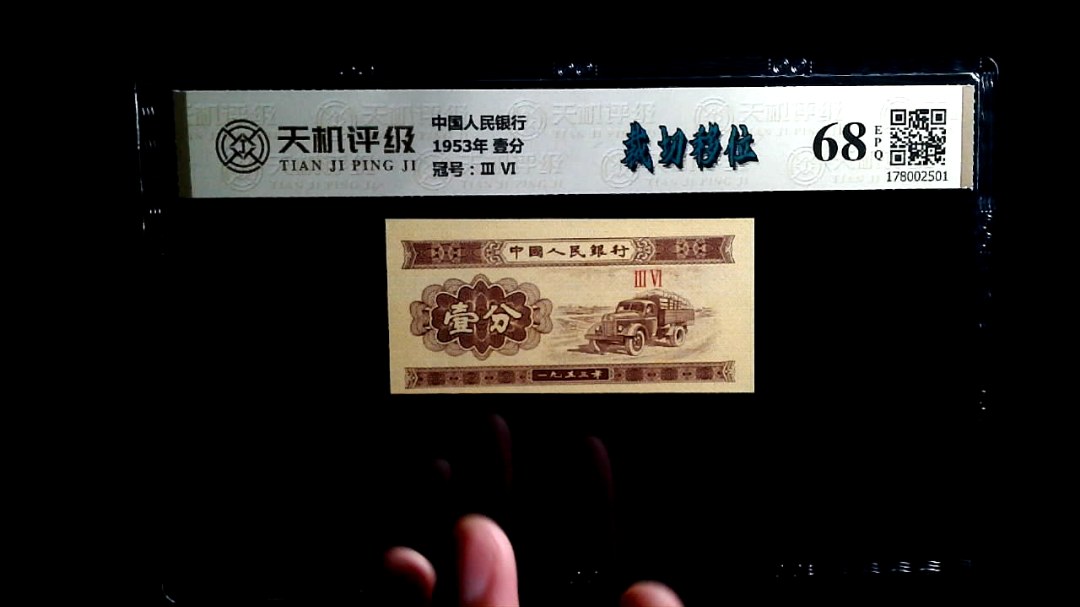 天机评级
TIAN JI PING JI
中国人民银行
1953年 壹分
冠号：Ⅲ Ⅵ
裁切移位
68
EPQ
178002501
中國人民銀行
Ⅲ Ⅵ
壹分
一九五三年